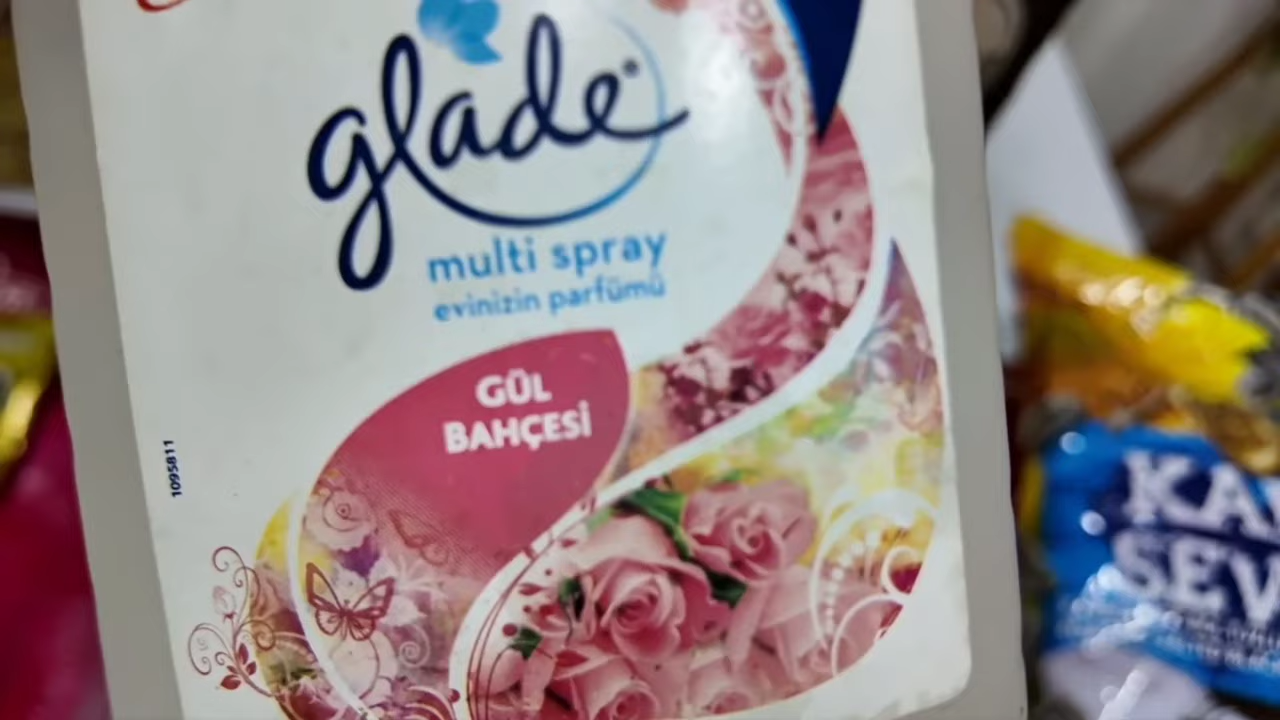 glade
multi spray
evinizin parfümü
GÜL
BAHÇESİ
1095811